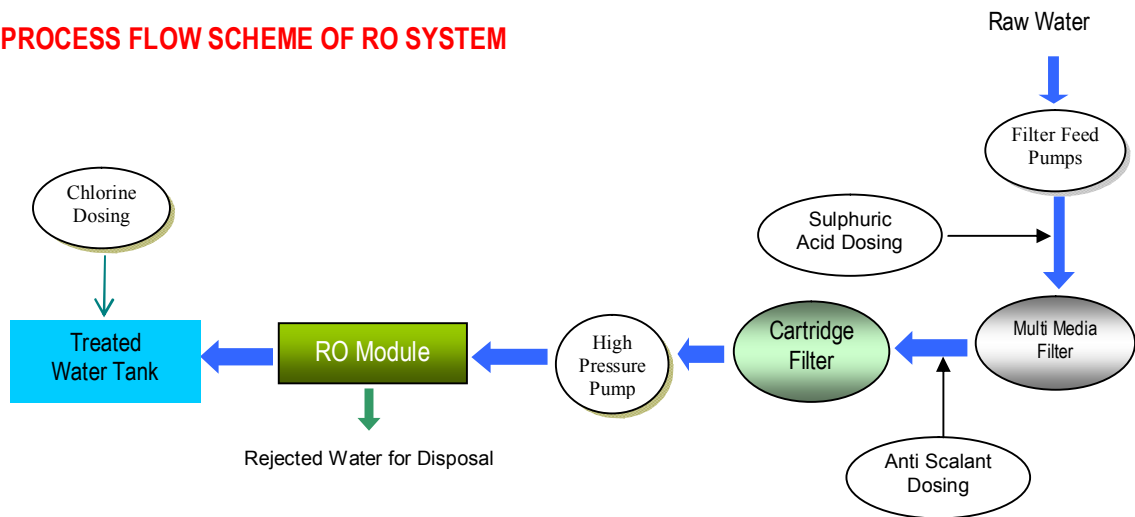 PROCESS FLOW SCHEME OF RO SYSTEM
Raw Water
Filter Feed
Pumps
Chlorine
Dosing
Sulphuric
Acid Dosing
Treated
Water Tank
RO Module
High
Pressure
Pump
Cartridge
Filter
Multi Media
Filter
Rejected Water for Disposal
Anti Scalant
Dosing